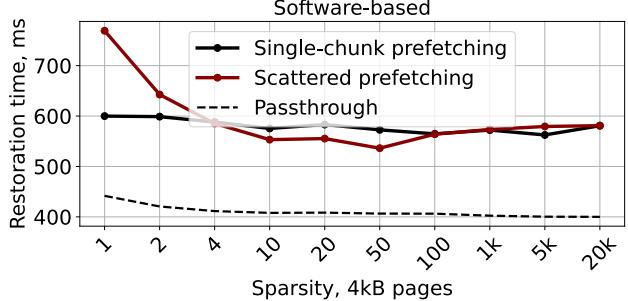 Software-based
Restoration time, ms
700
600
500
400
Single-chunk prefetching
Scattered prefetching
Passthrough
1 2 4 10 20 50 100 1k 5k 20k
Sparsity, 4kB pages